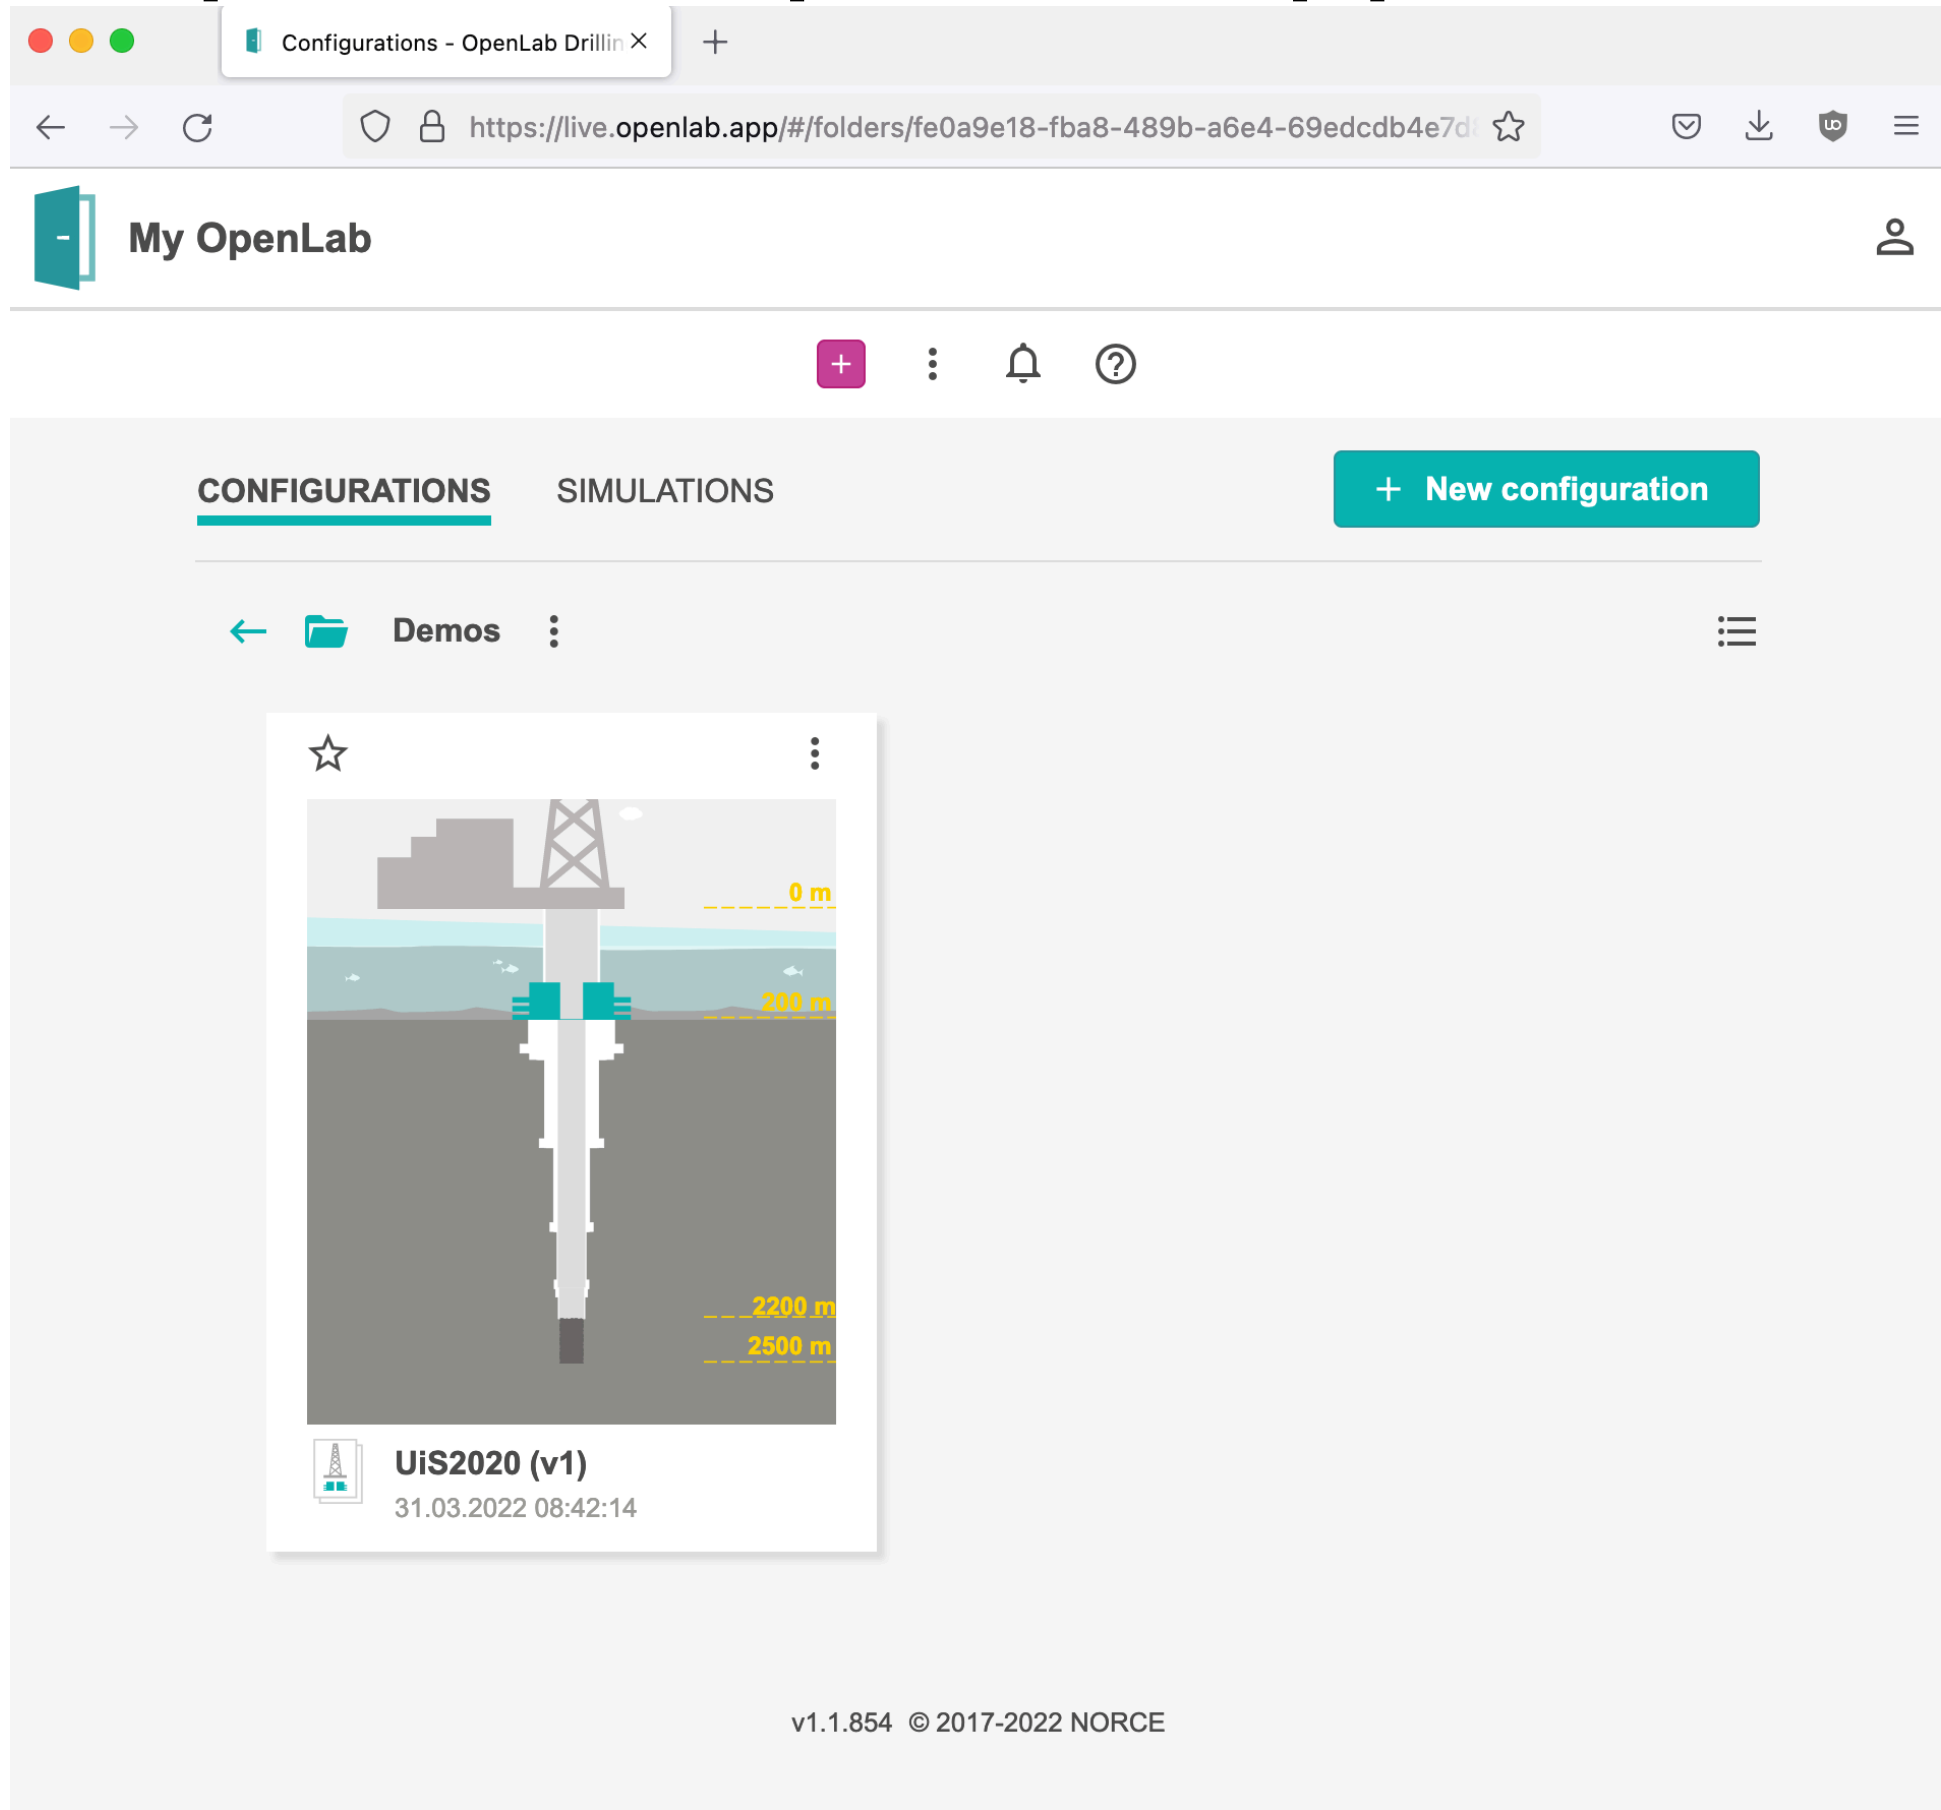 Configurations - OpenLab Drillin
https://live.openlab.app/#/folders/fe0a9e18-fba8-489b-a6e4-69edcdb4e7d
My OpenLab
CONFIGURATIONS
SIMULATIONS
+ New configuration
Demos
0 m
200 m
2200 m
2500 m
UiS2020 (v1)
31.03.2022 08:42:14
v1.1.854 © 2017-2022 NORCE